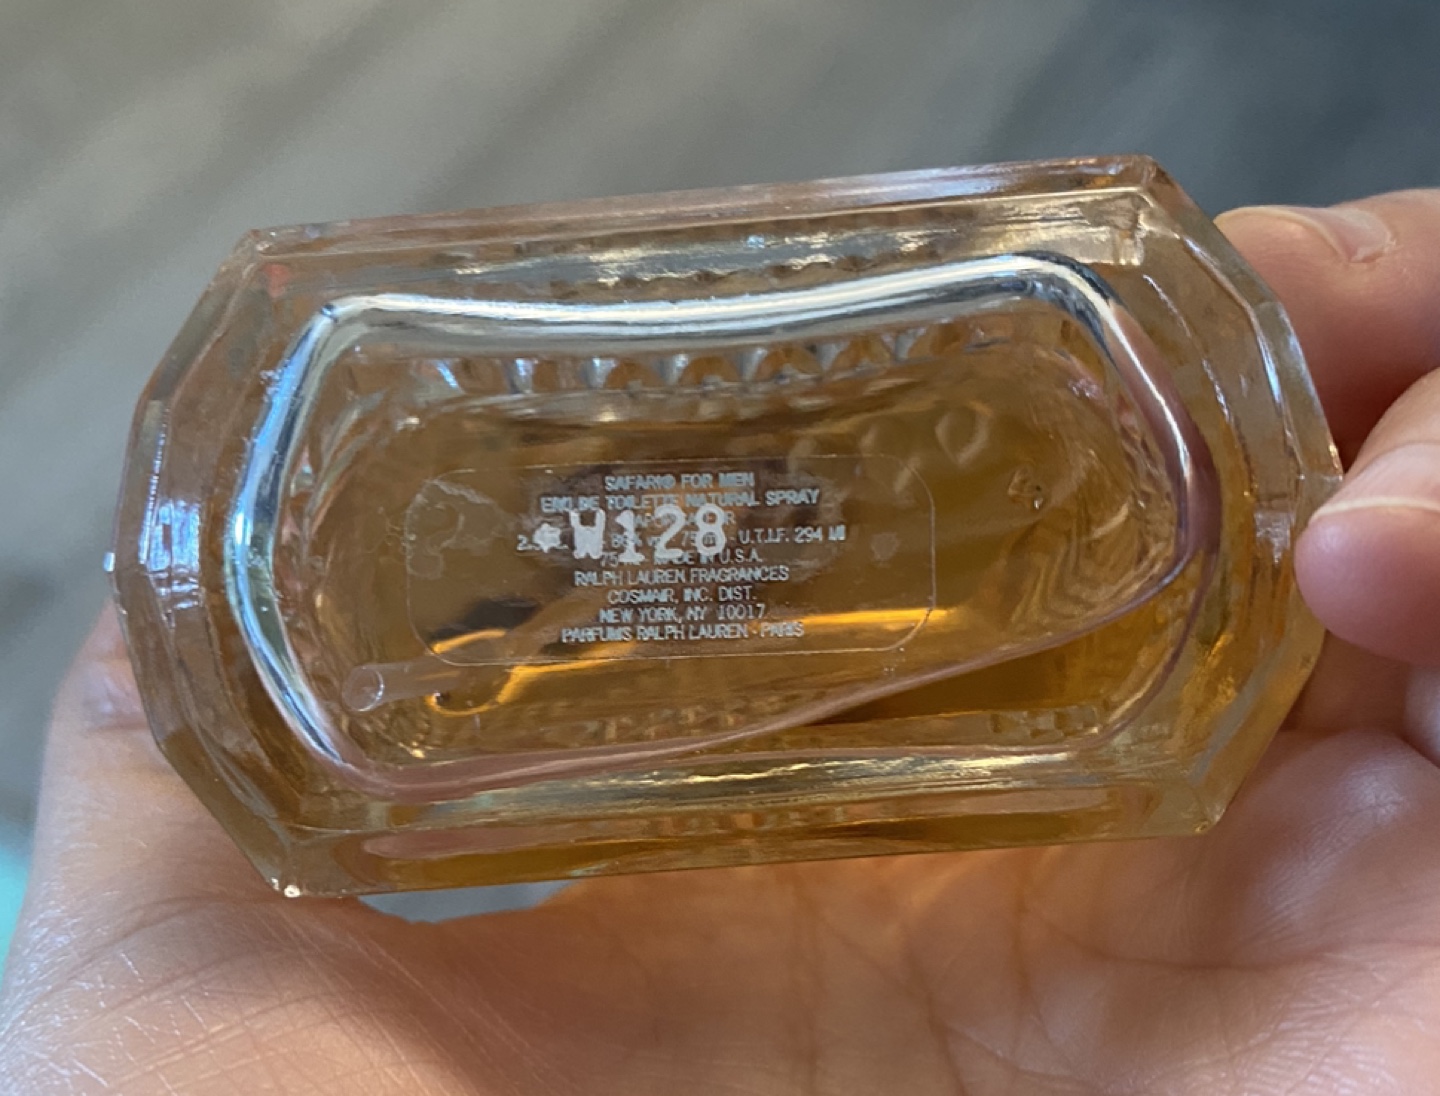 SAFARI® FOR MEN
EAU DE TOILETTE NATURAL SPRAY
W128
U.T.I.F. 294 MI
MADE IN U.S.A.
RALPH LAUREN FRAGRANCES
COSMAIR, INC. DIST.
NEW YORK, NY 10017
PARFUMS RALPH LAUREN - PARIS